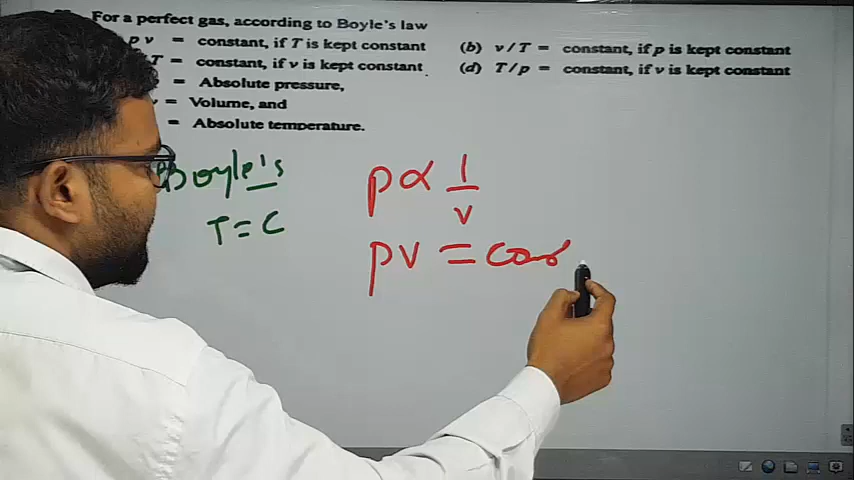 For a perfect gas, according to Boyle's law
p v = constant, if T is kept constant (b) v/T = constant, if p is kept constant
T = constant, if v is kept constant (d) T/p = constant, if v is kept constant
= Absolute pressure,
= Volume, and
= Absolute temperature.
Boyle's
T = C
p ∝ 1/v
pv = cons